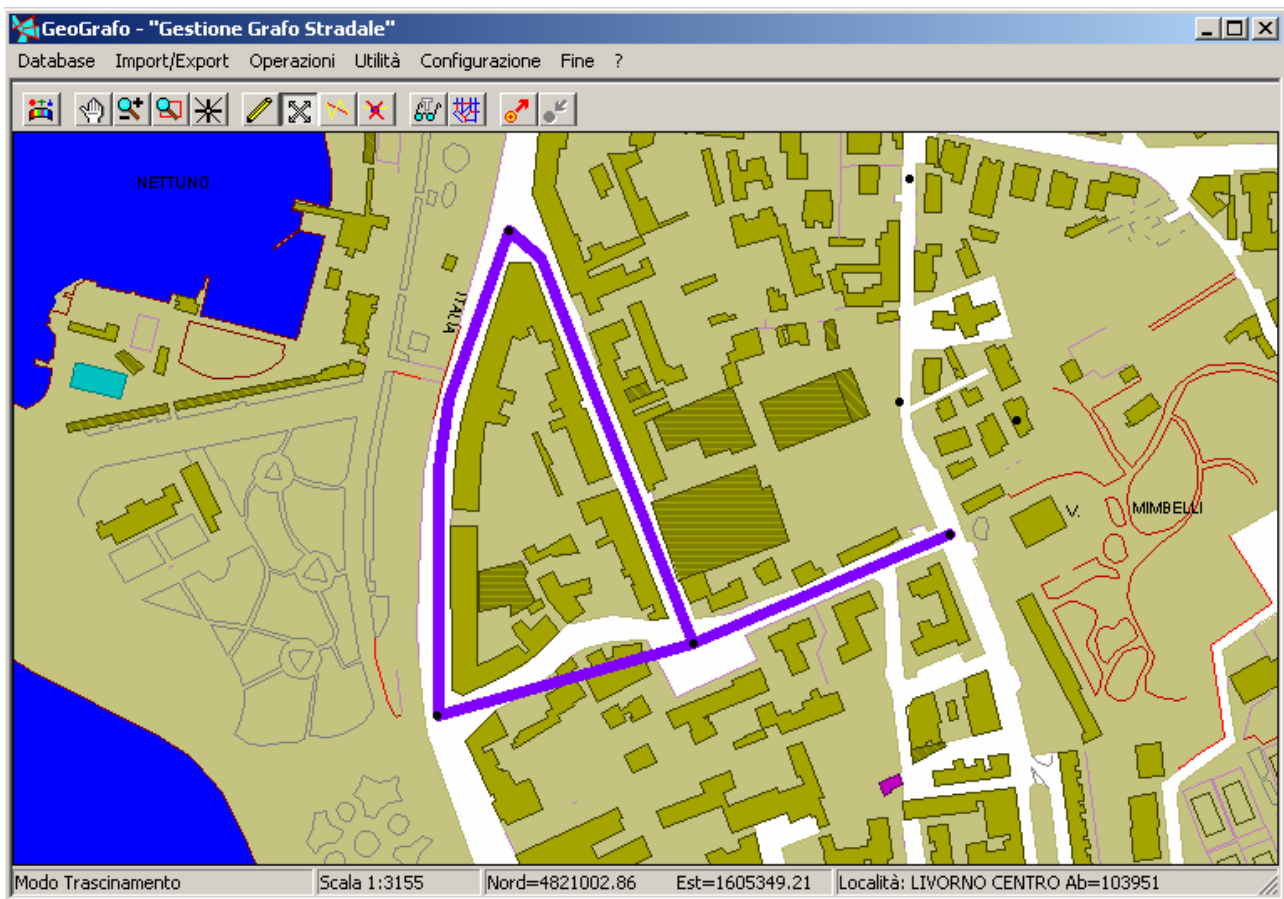 GeoGrafo - "Gestione Grafo Stradale"
Database Import/Export Operazioni Utilità Configurazione Fine ?
NETTUNO
ITALIA
V. MIMBELLI
Modo Trascinamento Scala 1:3155 Nord=4821002.86 Est=1605349.21 Località: LIVORNO CENTRO Ab=103951